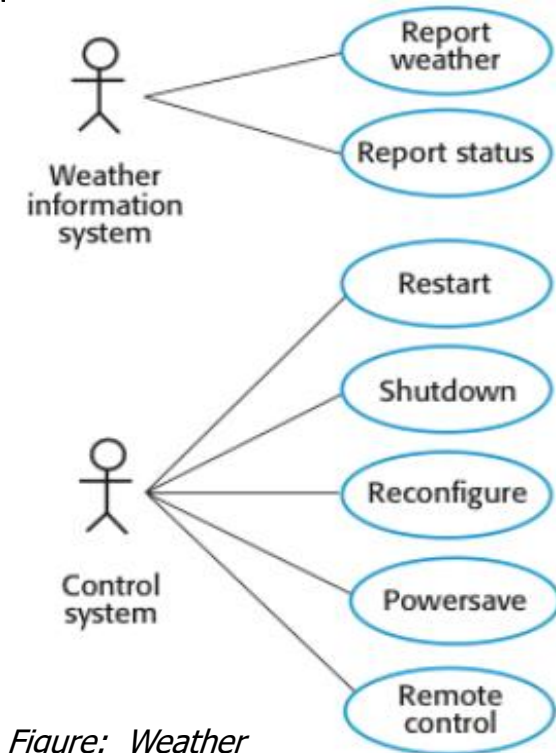 Report
weather
Report status
Weather
information
system
Restart
Shutdown
Reconfigure
Powersave
Control
system
Remote
control
Figure: Weather